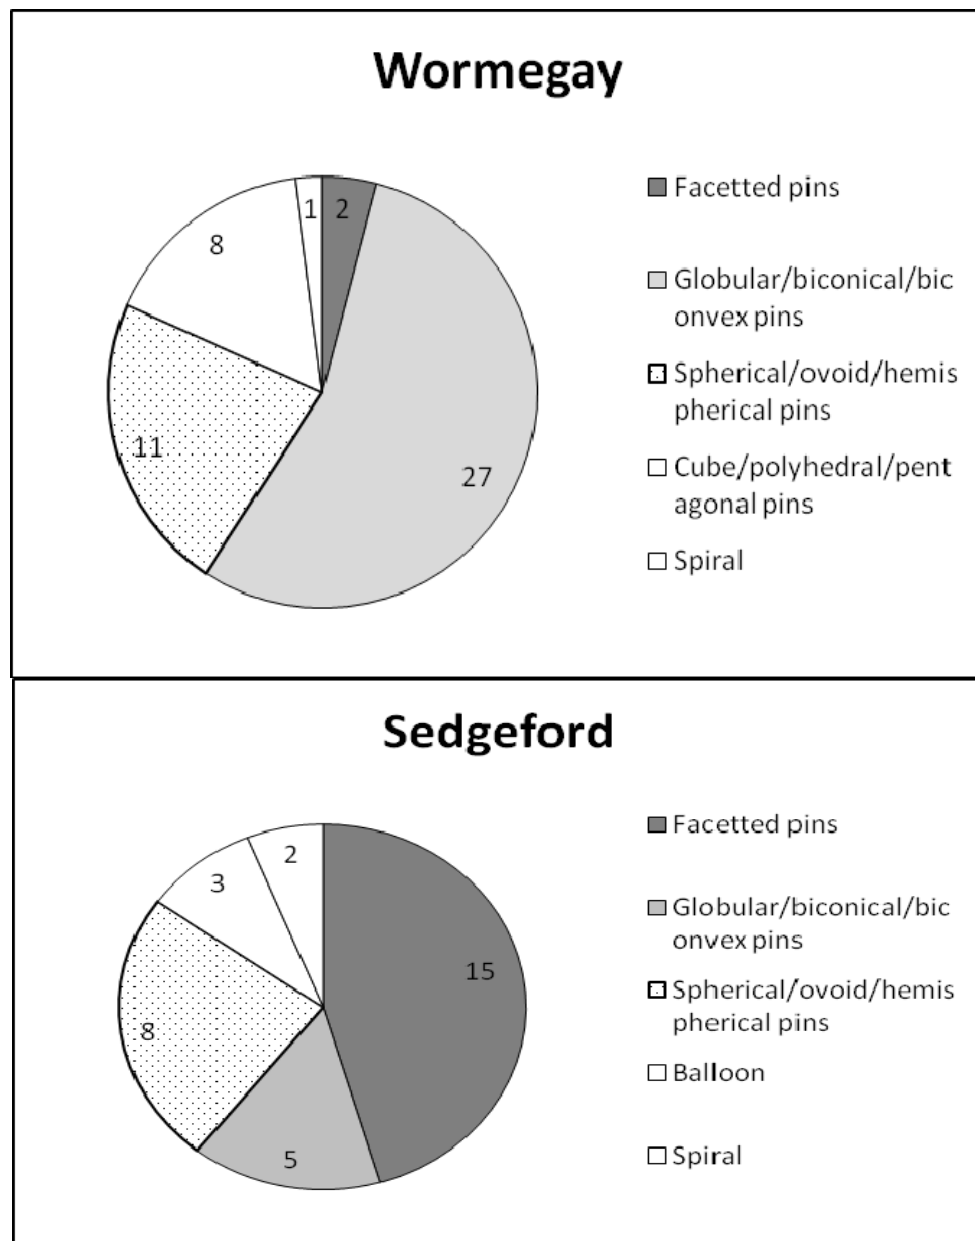 Wormegay
1
2
8
11
27
Facetted pins
Globular/biconical/bic
onvex pins
Spherical/ovoid/hemis
pherical pins
Cube/polyhedral/pent
agonal pins
Spiral
Sedgeford
2
3
15
8
5
Facetted pins
Globular/biconical/bic
onvex pins
Spherical/ovoid/hemis
pherical pins
Balloon
Spiral